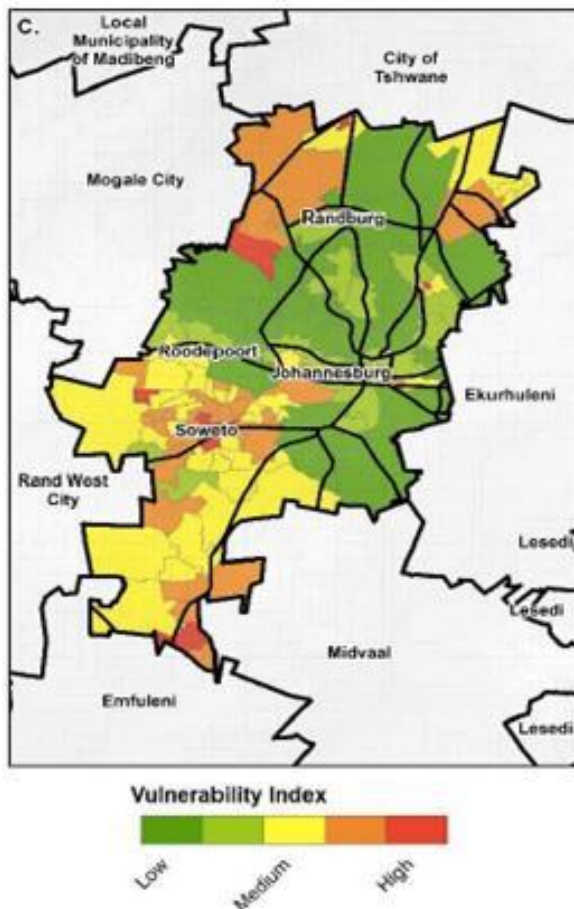 C.
Local
Municipality
of Madibeng
City of
Tshwane
Mogale City
Randburg
Roodepoort
Johannesburg
Ekurhuleni
Soweto
Rand West
City
Lesedi
Lesedi
Midvaal
Emfuleni
Lesedi
Vulnerability Index
Low
Medium
High